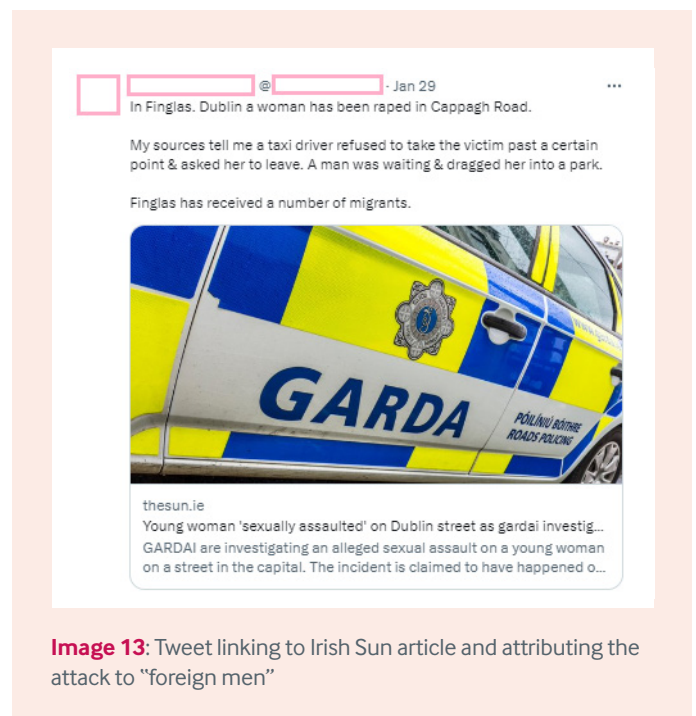 @ · Jan 29 ...
In Finglas. Dublin a woman has been raped in Cappagh Road.
My sources tell me a taxi driver refused to take the victim past a certain
point & asked her to leave. A man was waiting & dragged her into a park.
Finglas has received a number of migrants.
GARDA
PÓILÍNIÚ BÓITHRE
ROADS POLICING
thesun.ie
Young woman 'sexually assaulted' on Dublin street as gardai investig...
GARDAI are investigating an alleged sexual assault on a young woman
on a street in the capital. The incident is claimed to have happened o...
Image 13: Tweet linking to Irish Sun article and attributing the
attack to "foreign men"